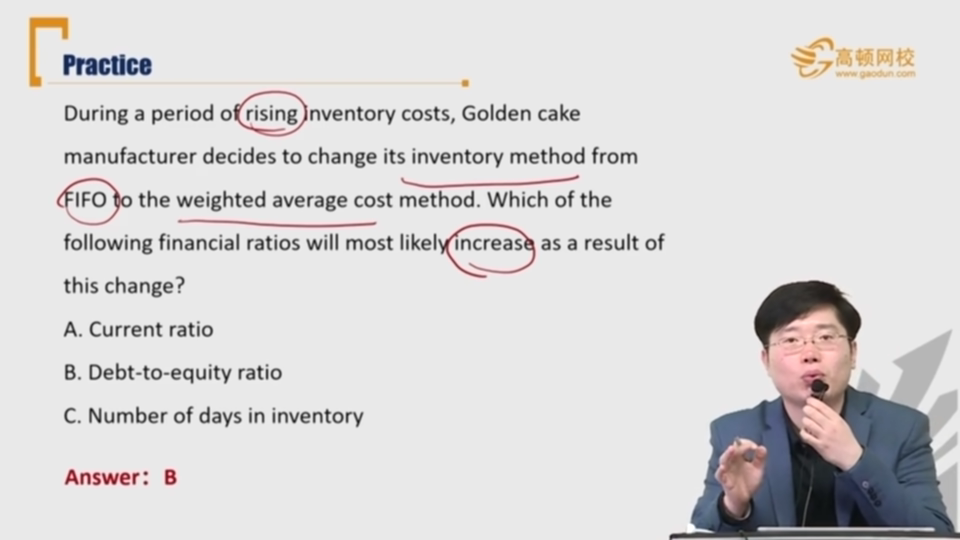 Practice
高顿网校
www.gaodun.com
During a period of rising inventory costs, Golden cake
manufacturer decides to change its inventory method from
FIFO to the weighted average cost method. Which of the
following financial ratios will most likely increase as a result of
this change?
A. Current ratio
B. Debt-to-equity ratio
C. Number of days in inventory
Answer： B